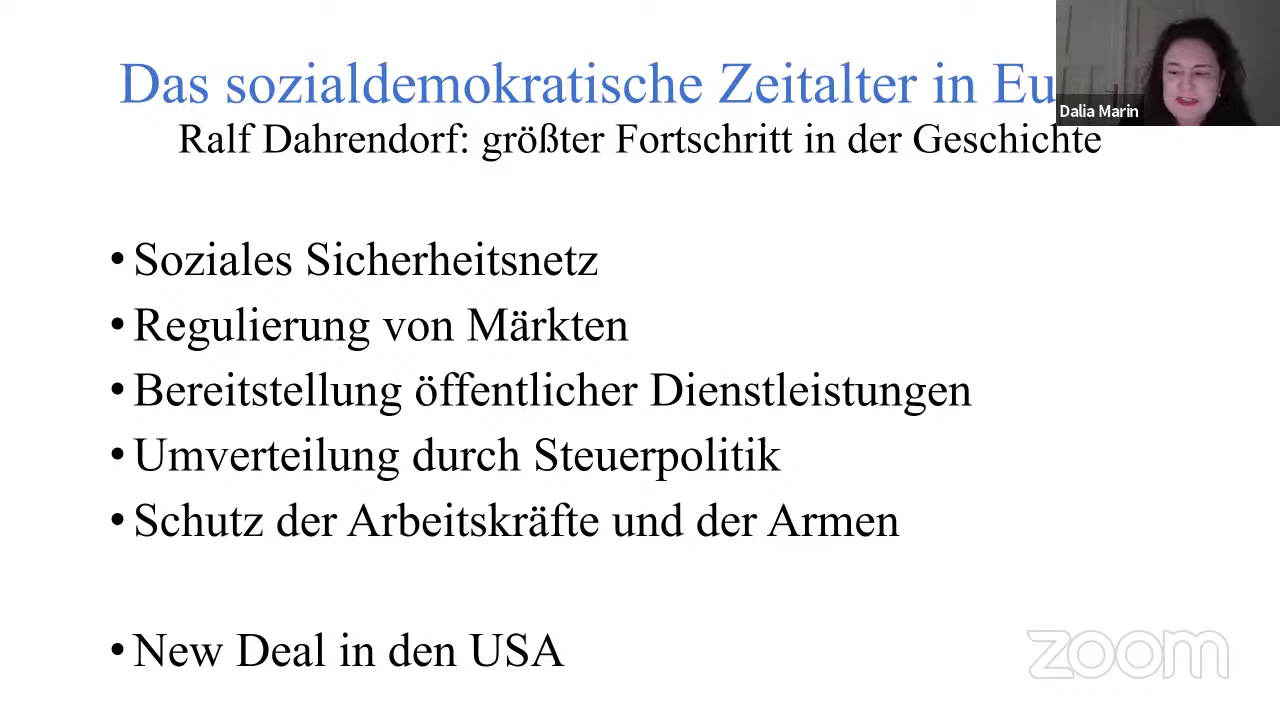 Das sozialdemokratische Zeitalter in Eu
Dalia Marin
Ralf Dahrendorf: größter Fortschritt in der Geschichte
• Soziales Sicherheitsnetz
• Regulierung von Märkten
• Bereitstellung öffentlicher Dienstleistungen
• Umverteilung durch Steuerpolitik
• Schutz der Arbeitskräfte und der Armen
• New Deal in den USA
zoom